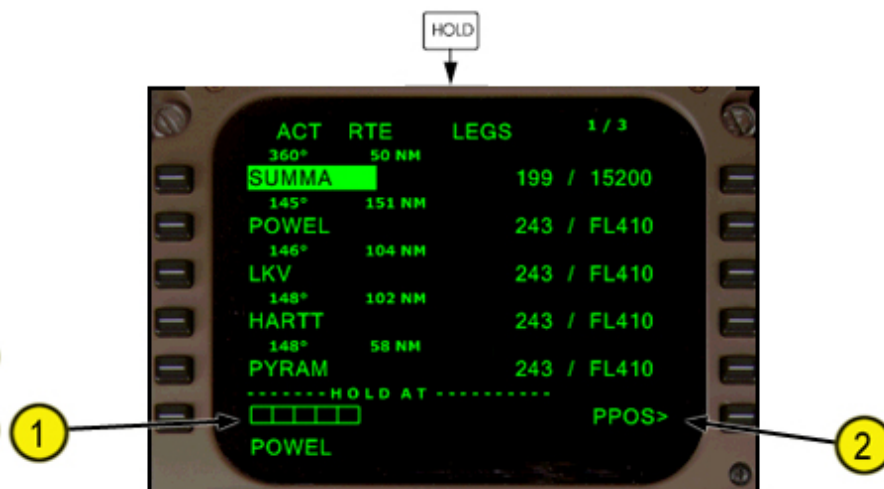 HOLD
ACT RTE LEGS 1 / 3
360° 50 NM
SUMMA 199 / 15200
145° 151 NM
POWEL 243 / FL410
146° 104 NM
LKV 243 / FL410
148° 102 NM
HARTT 243 / FL410
148° 58 NM
PYRAM 243 / FL410
-------HOLD AT----------
PPOS>
POWEL
1
2